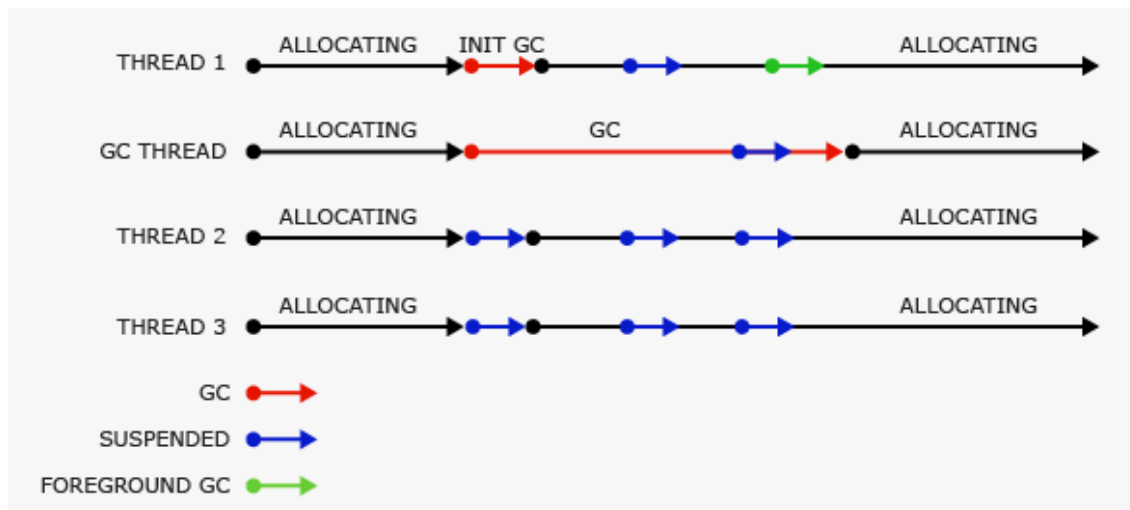 ALLOCATING INIT GC ALLOCATING
THREAD 1
ALLOCATING GC ALLOCATING
GC THREAD
ALLOCATING ALLOCATING
THREAD 2
ALLOCATING ALLOCATING
THREAD 3
GC
SUSPENDED
FOREGROUND GC